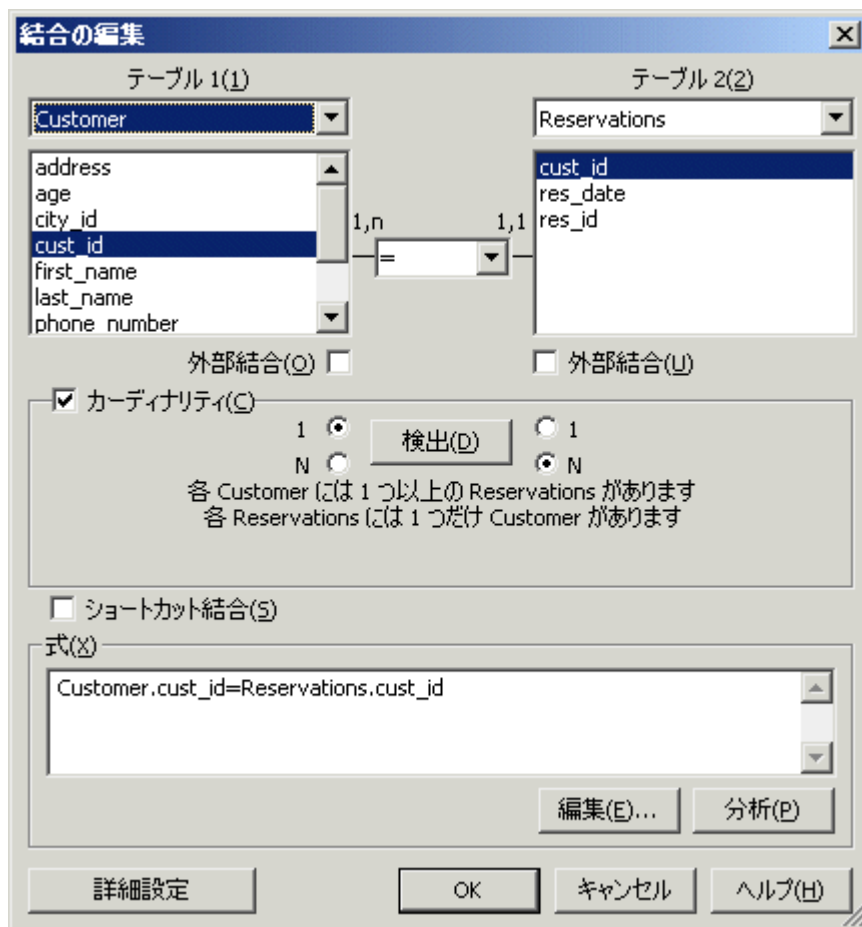 結合の編集
テーブル 1(1)
テーブル 2(2)
Customer
Reservations
address
age
city_id
cust_id
first_name
last_name
phone_number
1,n
=
1,1
cust_id
res_date
res_id
外部結合(O)
外部結合(U)
カーディナリティ(C)
1
N
検出(D)
1
N
各 Customer には 1 つ以上の Reservations があります
各 Reservations には 1 つだけ Customer があります
ショートカット結合(S)
式(X)
Customer.cust_id=Reservations.cust_id
編集(E)...
分析(P)
詳細設定
OK
キャンセル
ヘルプ(H)